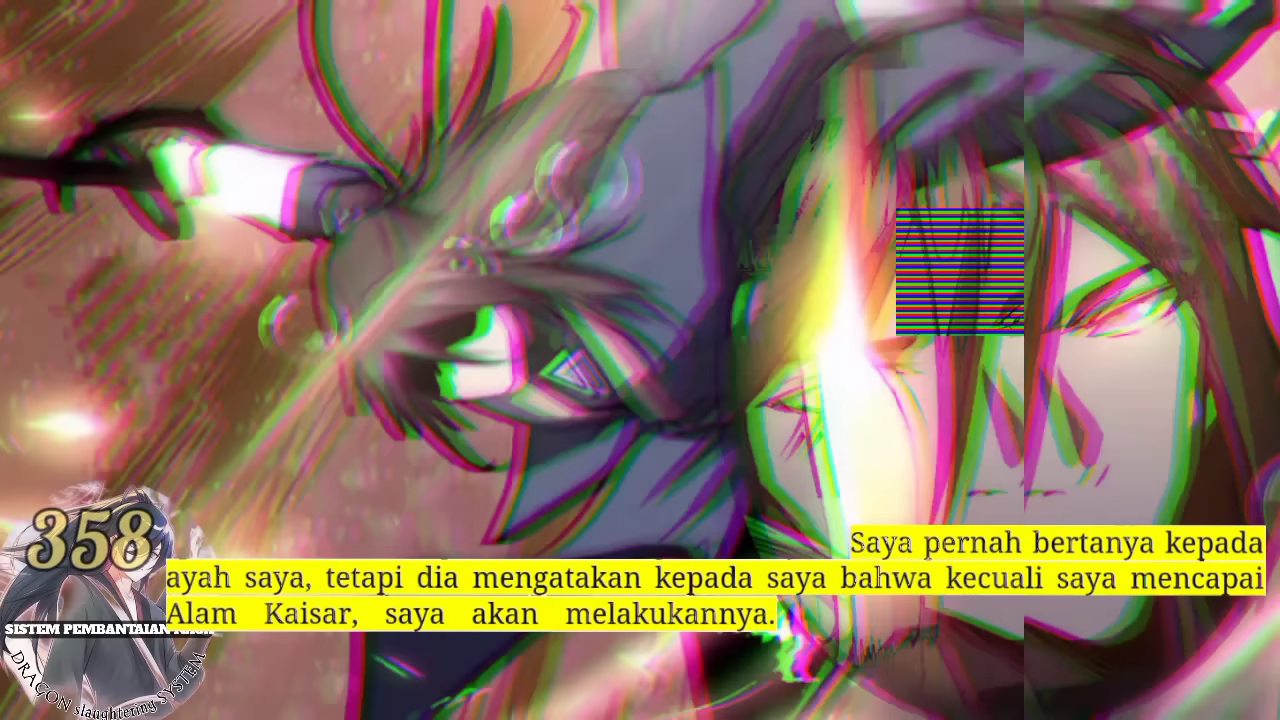 Saya pernah bertanya kepada
ayah saya, tetapi dia mengatakan kepada saya bahwa kecuali saya mencapai
Alam Kaisar, saya akan melakukannya.
358
SISTEM PEMBANTAIAN
DRAGON slaughtering SYSTEM